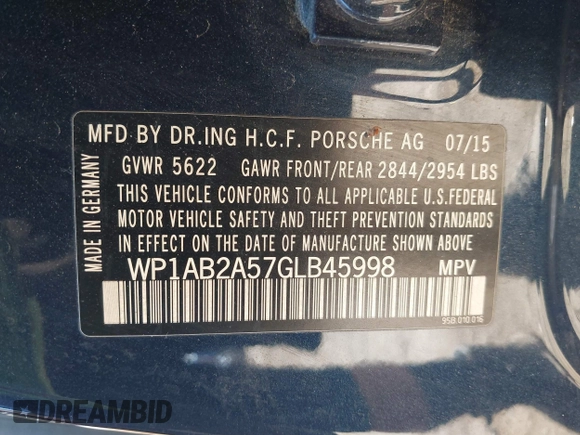 MFD BY DR.ING H.C.F. PORSCHE AG 07/15
GVWR 5622 GAWR FRONT/REAR 2844/2954 LBS
THIS VEHICLE CONFORMS TO ALL APPLICABLE U.S.FEDERAL
MOTOR VEHICLE SAFETY AND THEFT PREVENTION STANDARDS
IN EFFECT ON THE DATE OF MANUFACTURE SHOWN ABOVE
WP1AB2A57GLB45998 MPV
MADE IN GERMANY
95B.010.016
DREAMBID